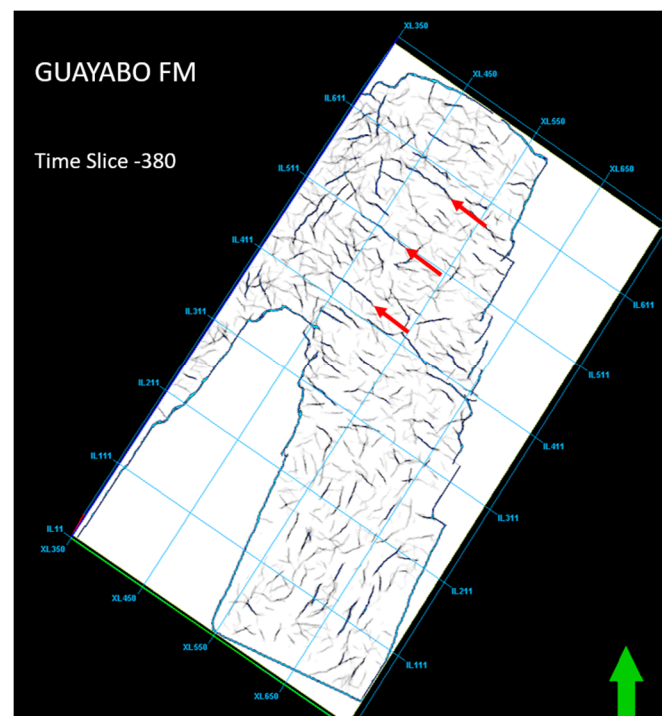 GUAYABO FM
Time Slice -380
XL350
XL450
XL550
XL650
IL611
IL511
IL411
IL311
IL211
IL111
IL11
XL350
XL450
XL550
XL650
IL611
IL511
IL411
IL311
IL211
IL111